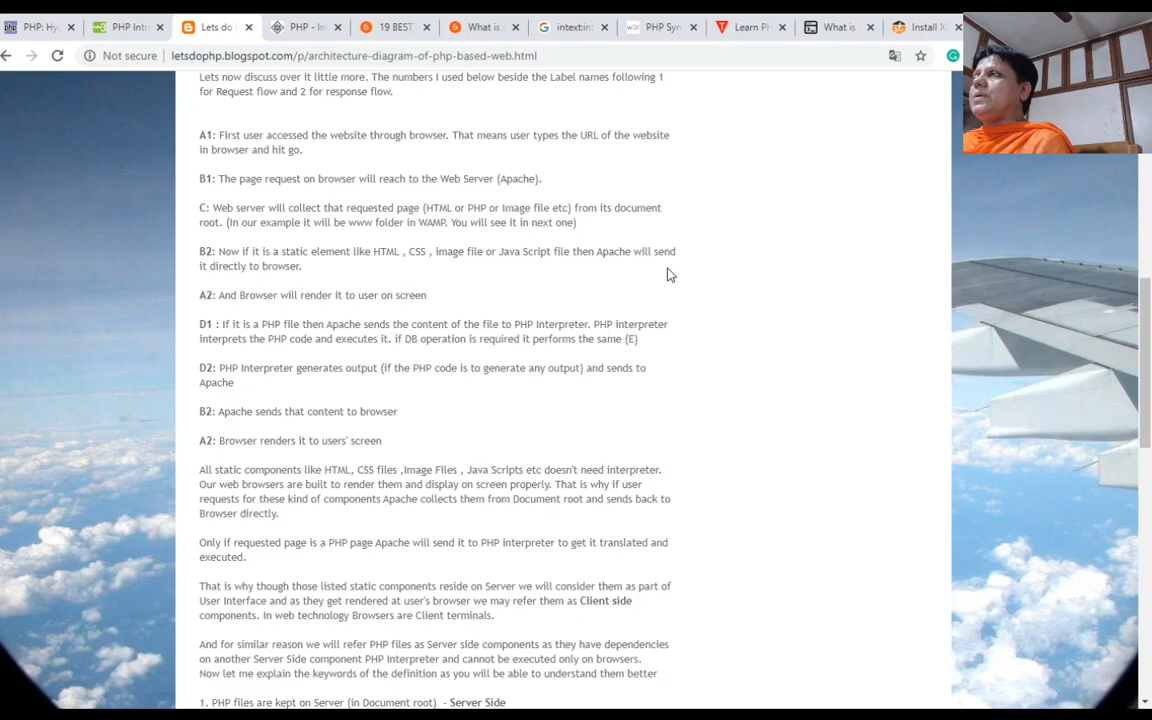 PHP: Hy
PHP Intr
Lets do
PHP - In
19 BEST
What is
intext:int
PHP Syn
Learn P
What is
Install X
Not secure
letsdophp.blogspot.com/p/architecture-diagram-of-php-based-web.html
Lets now discuss over it little more. The numbers I used below beside the Label names following 1
for Request flow and 2 for response flow.
A1: First user accessed the website through browser. That means user types the URL of the website
in browser and hit go.
B1: The page request on browser will reach to the Web Server (Apache).
C: Web server will collect that requested page (HTML or PHP or Image file etc) from its document
root. (In our example it will be www folder in WAMP. You will see it in next one)
B2: Now if it is a static element like HTML , CSS , image file or Java Script file then Apache will send
it directly to browser.
A2: And Browser will render it to user on screen
D1 : If it is a PHP file then Apache sends the content of the file to PHP Interpreter. PHP interpreter
interprets the PHP code and executes it. if DB operation is required it performs the same (E)
D2: PHP Interpreter generates output (if the PHP code is to generate any output) and sends to
Apache
B2: Apache sends that content to browser
A2: Browser renders it to users' screen
All static components like HTML, CSS files ,Image Files , Java Scripts etc doesn't need interpreter.
Our web browsers are built to render them and display on screen properly. That is why if user
requests for these kind of components Apache collects them from Document root and sends back to
Browser directly.
Only if requested page is a PHP page Apache will send it to PHP interpreter to get it translated and
executed.
That is why though those listed static components reside on Server we will consider them as part of
User Interface and as they get rendered at user's browser we may refer them as Client side
components. In web technology Browsers are Client terminals.
And for similar reason we will refer PHP files as Server side components as they have dependencies
on another Server Side component PHP Interpreter and cannot be executed only on browsers.
Now let me explain the keywords of the definition as you will be able to understand them better
1. PHP files are kept on Server (in Document root) - Server Side